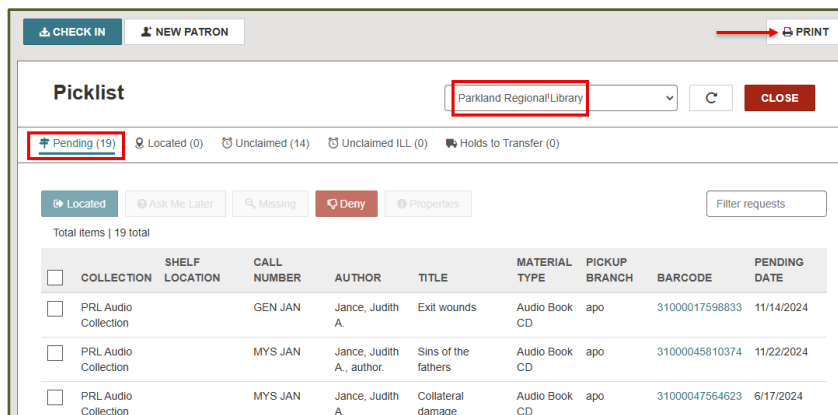 CHECK IN NEW PATRON PRINT
Picklist Parkland Regional Library CLOSE
Pending (19) Located (0) Unclaimed (14) Unclaimed ILL (0) Holds to Transfer (0)
Located Ask Me Later Missing Deny Properties Filter requests
Total items | 19 total
COLLECTION SHELF LOCATION CALL NUMBER AUTHOR TITLE MATERIAL TYPE PICKUP BRANCH BARCODE PENDING DATE
PRL Audio Collection GEN JAN Jance, Judith A. Exit wounds Audio Book CD apo 31000017598833 11/14/2024
PRL Audio Collection MYS JAN Jance, Judith A., author. Sins of the fathers Audio Book CD apo 31000045810374 11/22/2024
PRL Audio Collection MYS JAN Jance, Judith A. Collateral damage Audio Book CD apo 31000047564623 6/17/2024